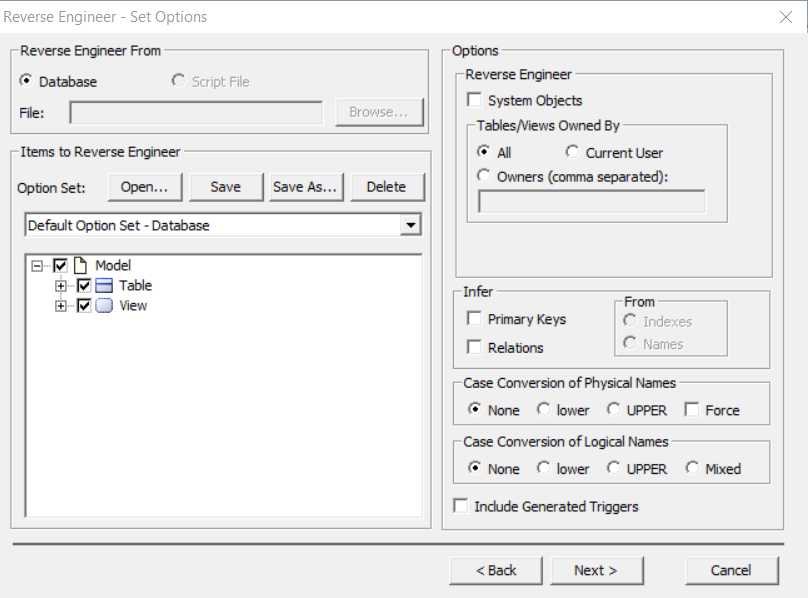 Reverse Engineer - Set Options
Reverse Engineer From
Database
Script File
File:
Browse...
Items to Reverse Engineer
Option Set:
Open...
Save
Save As...
Delete
Default Option Set - Database
Model
Table
View
Options
Reverse Engineer
System Objects
Tables/Views Owned By
All
Current User
Owners (comma separated):
Infer
Primary Keys
Relations
From
Indexes
Names
Case Conversion of Physical Names
None
lower
UPPER
Force
Case Conversion of Logical Names
None
lower
UPPER
Mixed
Include Generated Triggers
< Back
Next >
Cancel